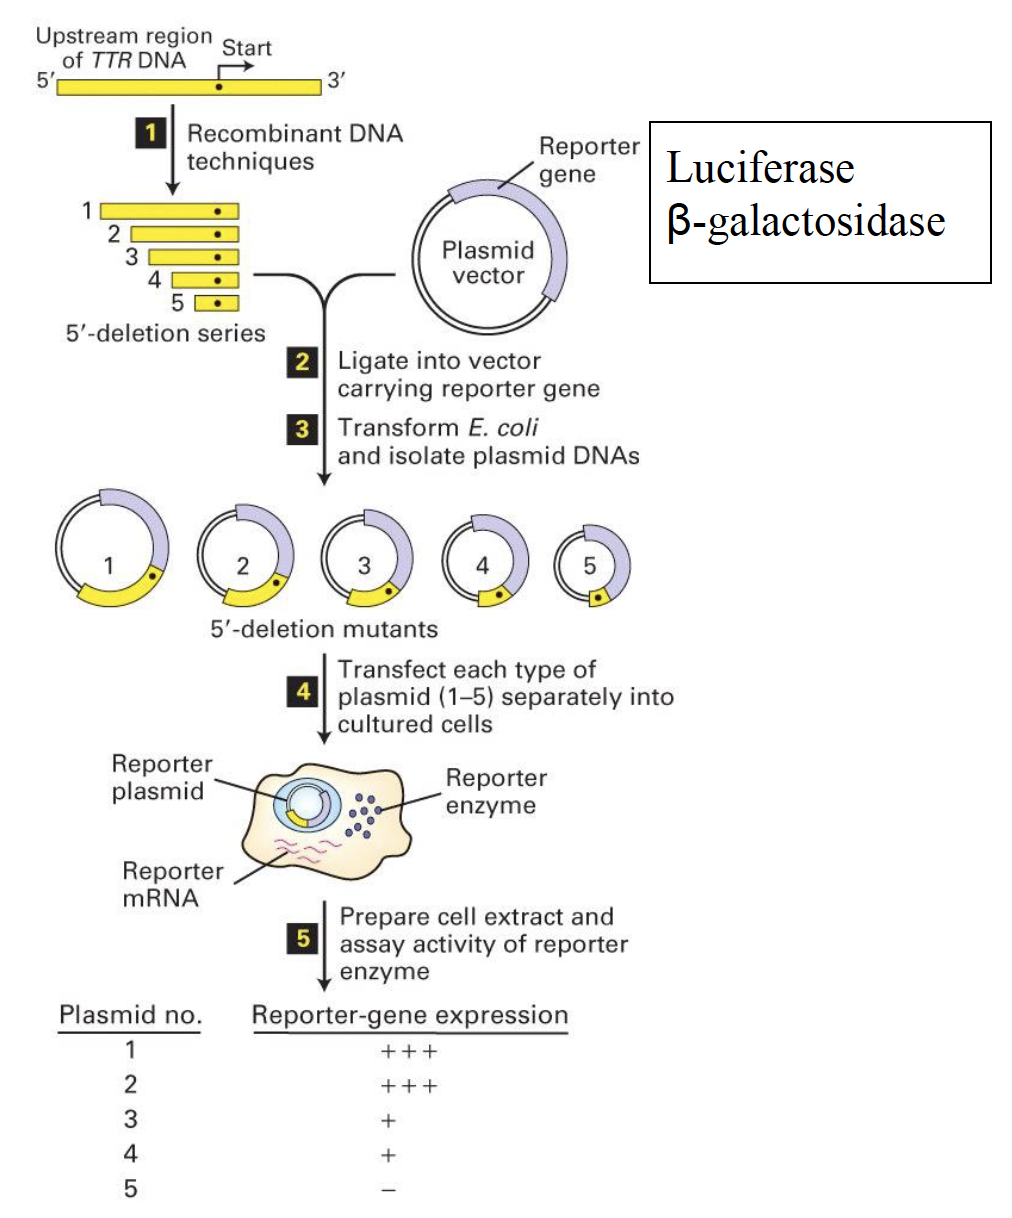 Upstream region
of TTR DNA
Start
5′
3′
1
Recombinant DNA
techniques
Reporter
gene
Luciferase
β-galactosidase
Plasmid
vector
1
2
3
4
5
5′-deletion series
2
Ligate into vector
carrying reporter gene
3
Transform E. coli
and isolate plasmid DNAs
1
2
3
4
5
5′-deletion mutants
4
Transfect each type of
plasmid (1–5) separately into
cultured cells
Reporter
plasmid
Reporter
enzyme
Reporter
mRNA
5
Prepare cell extract and
assay activity of reporter
enzyme
Plasmid no. Reporter-gene expression
1 +++
2 +++
3 +
4 +
5 –